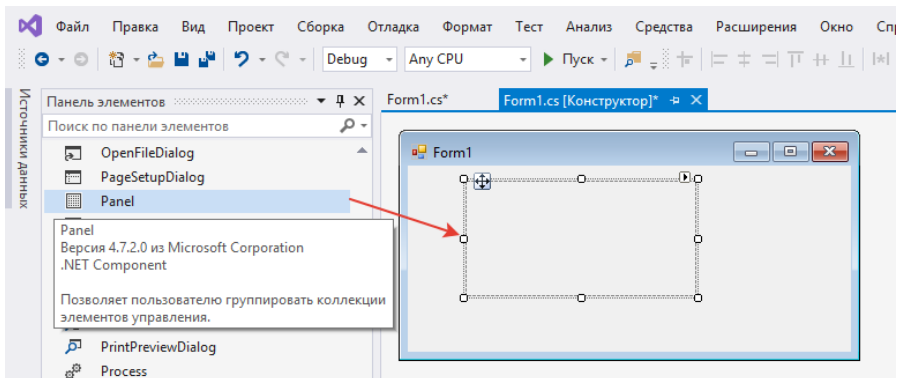 Файл Правка Вид Проект Сборка Отладка Формат Тест Анализ Средства Расширения Окно
Debug Any CPU Пуск
Источники данных
Панель элементов
Form1.cs* Form1.cs [Конструктор]*
Поиск по панели элементов
OpenFileDialog
Form1
PageSetupDialog
Panel
Panel
Версия 4.7.2.0 из Microsoft Corporation
.NET Component
Позволяет пользователю группировать коллекции
элементов управления.
PrintPreviewDialog
Process